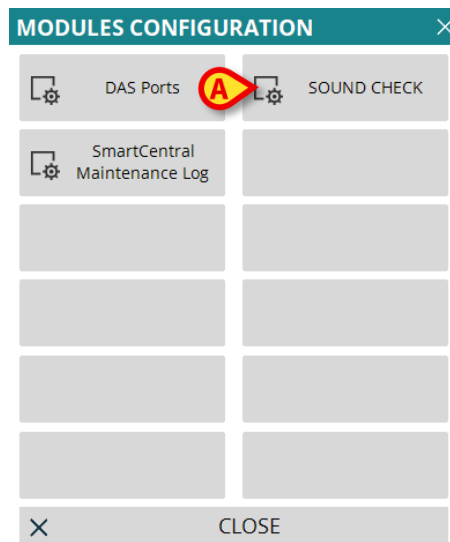 MODULES CONFIGURATION
DAS Ports
A
SOUND CHECK
SmartCentral
Maintenance Log
CLOSE